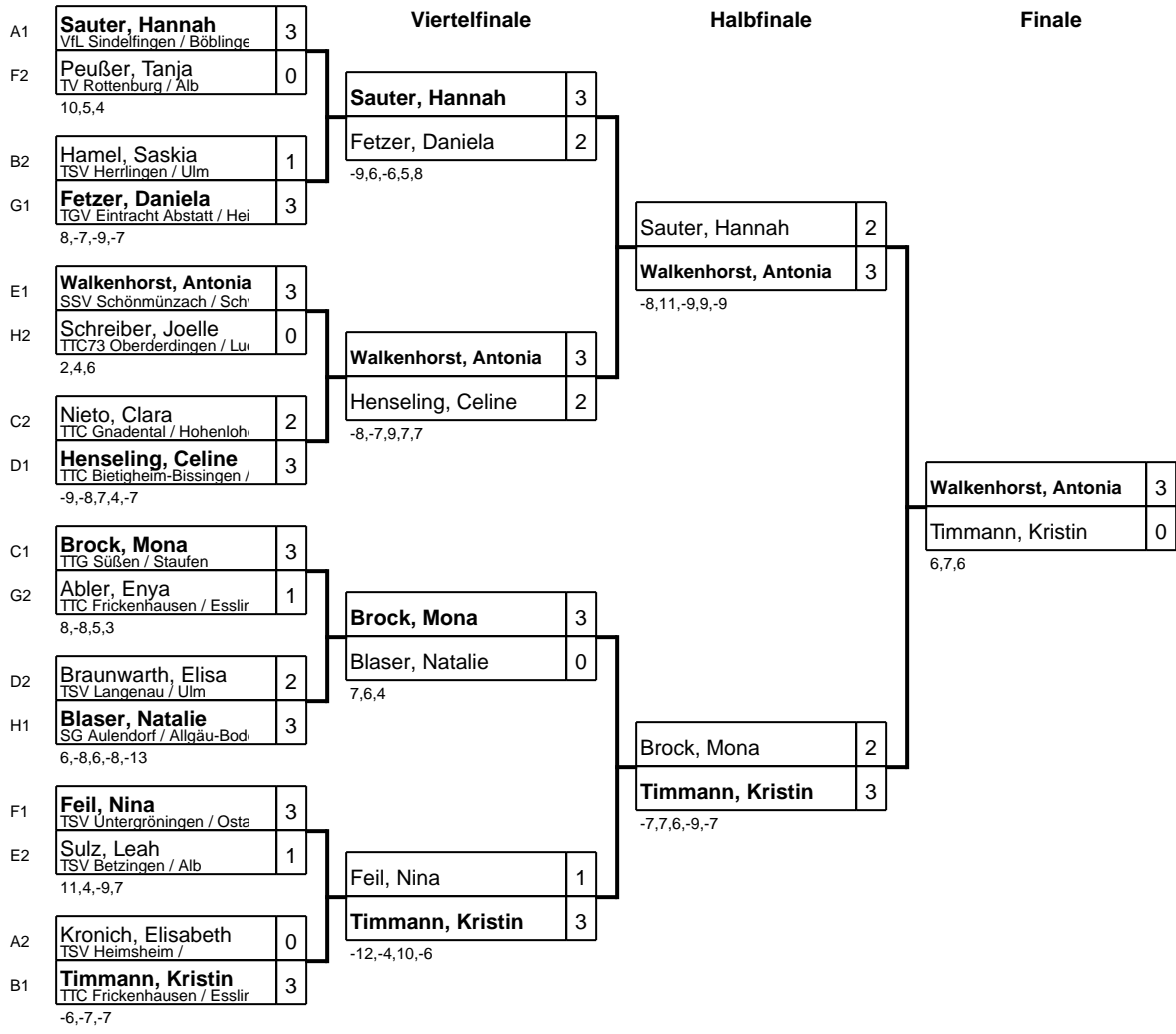 Viertelfinale
Halbfinale
Finale
A1 Sauter, Hannah 3
VfL Sindelfingen / Böblinge
F2 Peußer, Tanja 0
TV Rottenburg / Alb
10,5,4
B2 Hamel, Saskia 1
TSV Herrlingen / Ulm
G1 Fetzer, Daniela 3
TGV Eintracht Abstatt / Hei
8,-7,-9,-7
E1 Walkenhorst, Antonia 3
SSV Schönmünzach / Sch
H2 Schreiber, Joelle 0
TTC73 Oberderdingen / Lu
2,4,6
C2 Nieto, Clara 2
TTC Gnadental / Hohenloh
D1 Henseling, Celine 3
TTC Bietigheim-Bissingen /
-9,-8,7,4,-7
C1 Brock, Mona 3
TTG Süßen / Staufen
G2 Abler, Enya 1
TTC Frickenhausen / Esslin
8,-8,5,3
D2 Braunwarth, Elisa 2
TSV Langenau / Ulm
H1 Blaser, Natalie 3
SG Aulendorf / Allgäu-Bod
6,-8,6,-8,-13
F1 Feil, Nina 3
TSV Untergröningen / Osta
E2 Sulz, Leah 1
TSV Betzingen / Alb
11,4,-9,7
A2 Kronich, Elisabeth 0
TSV Heimsheim /
B1 Timmann, Kristin 3
TTC Frickenhausen / Esslin
-6,-7,-7
Sauter, Hannah 3
Fetzer, Daniela 2
-9,6,-6,5,8
Walkenhorst, Antonia 3
Henseling, Celine 2
-8,-7,9,7,7
Brock, Mona 3
Blaser, Natalie 0
7,6,4
Feil, Nina 1
Timmann, Kristin 3
-12,-4,10,-6
Sauter, Hannah 2
Walkenhorst, Antonia 3
-8,11,-9,9,-9
Brock, Mona 2
Timmann, Kristin 3
-7,7,6,-9,-7
Walkenhorst, Antonia 3
Timmann, Kristin 0
6,7,6